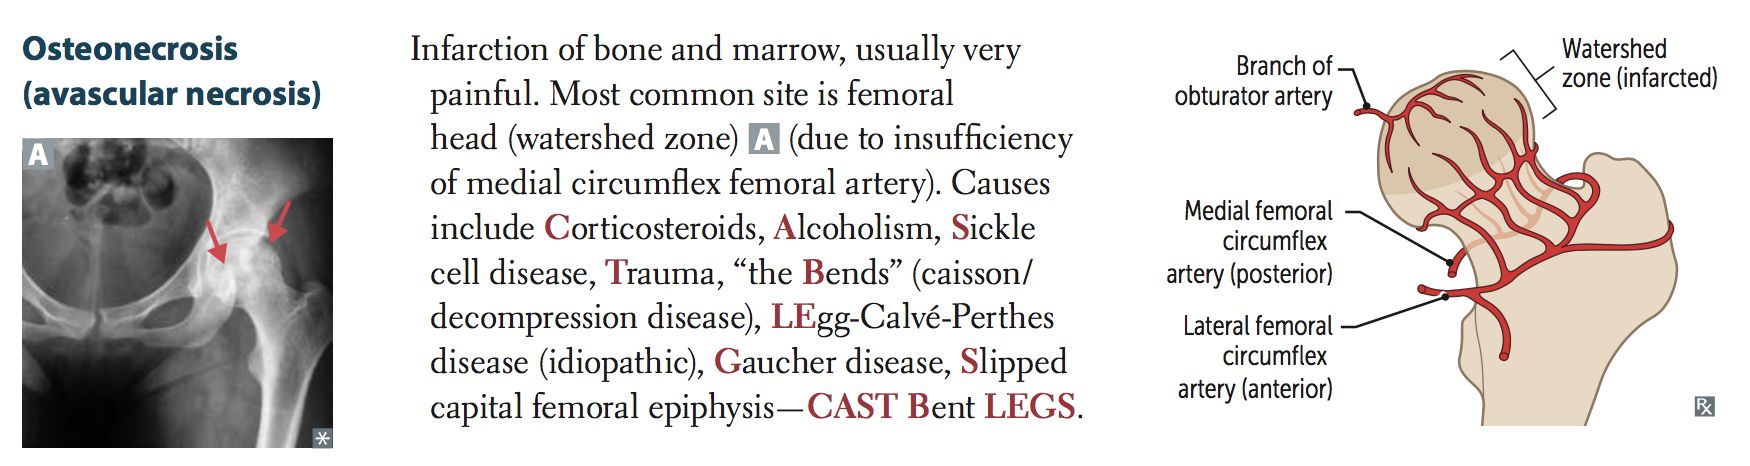 Osteonecrosis
(avascular necrosis)
A
*
Infarction of bone and marrow, usually very
painful. Most common site is femoral
head (watershed zone) A (due to insufficiency
of medial circumflex femoral artery). Causes
include Corticosteroids, Alcoholism, Sickle
cell disease, Trauma, “the Bends” (caisson/
decompression disease), LEgg-Calvé-Perthes
disease (idiopathic), Gaucher disease, Slipped
capital femoral epiphysis—CAST Bent LEGS.
Branch of
obturator artery
Watershed
zone (infarcted)
Medial femoral
circumflex
artery (posterior)
Lateral femoral
circumflex
artery (anterior)
Rx